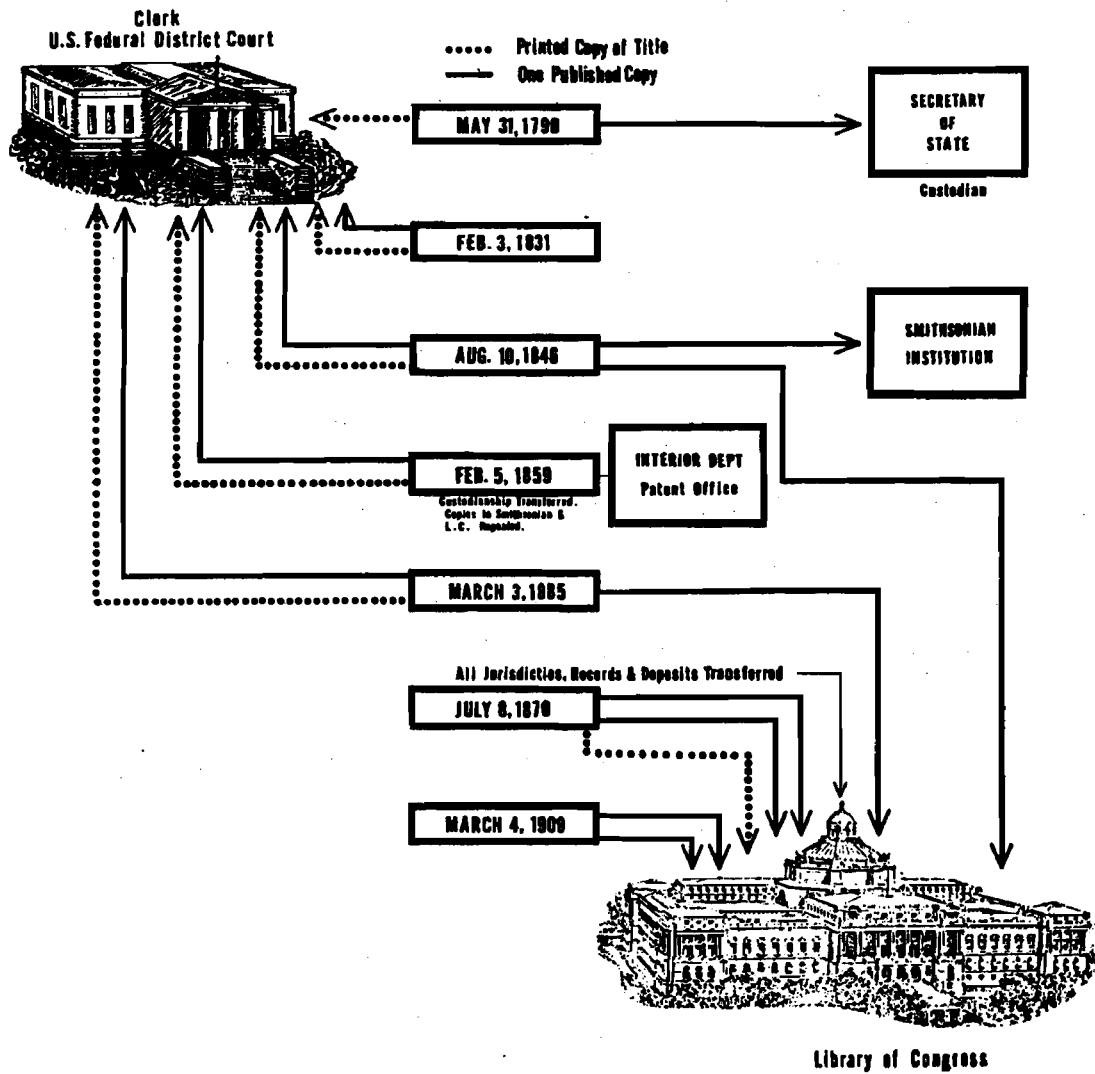 Clerk
U.S. Federal District Court
Printed Copy of Title
One Published Copy
MAY 31, 1790
SECRETARY
OF
STATE
Custodian
FEB. 3, 1831
AUG. 10, 1846
SMITHSONIAN
INSTITUTION
FEB. 5, 1859
INTERIOR DEPT
Patent Office
Custodianship Transferred.
Copies to Smithsonian &
L.C. Repealed.
MARCH 3, 1865
All Jurisdiction, Records & Deposits Transferred
JULY 8, 1870
MARCH 4, 1909
Library of Congress